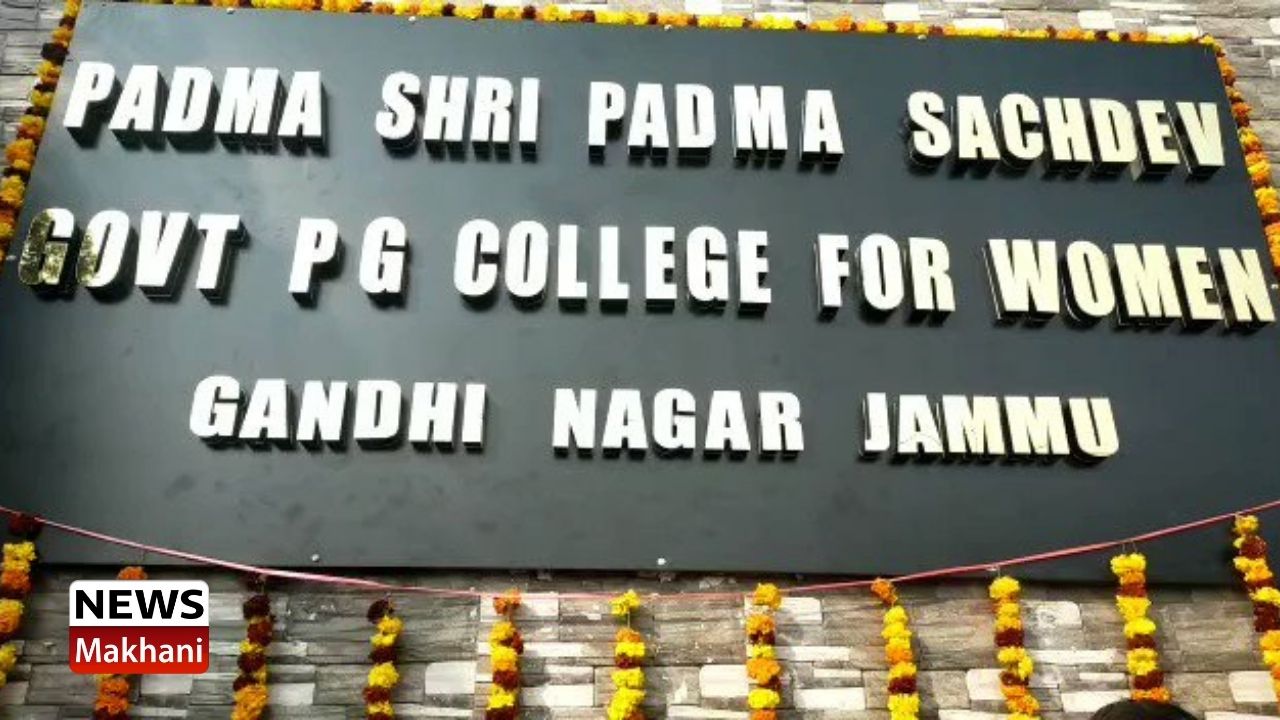 PADMA SHRI PADMA SACHDEV
GOVT PG COLLEGE FOR WOMEN
GANDHI NAGAR JAMMU
NEWS
Makhani